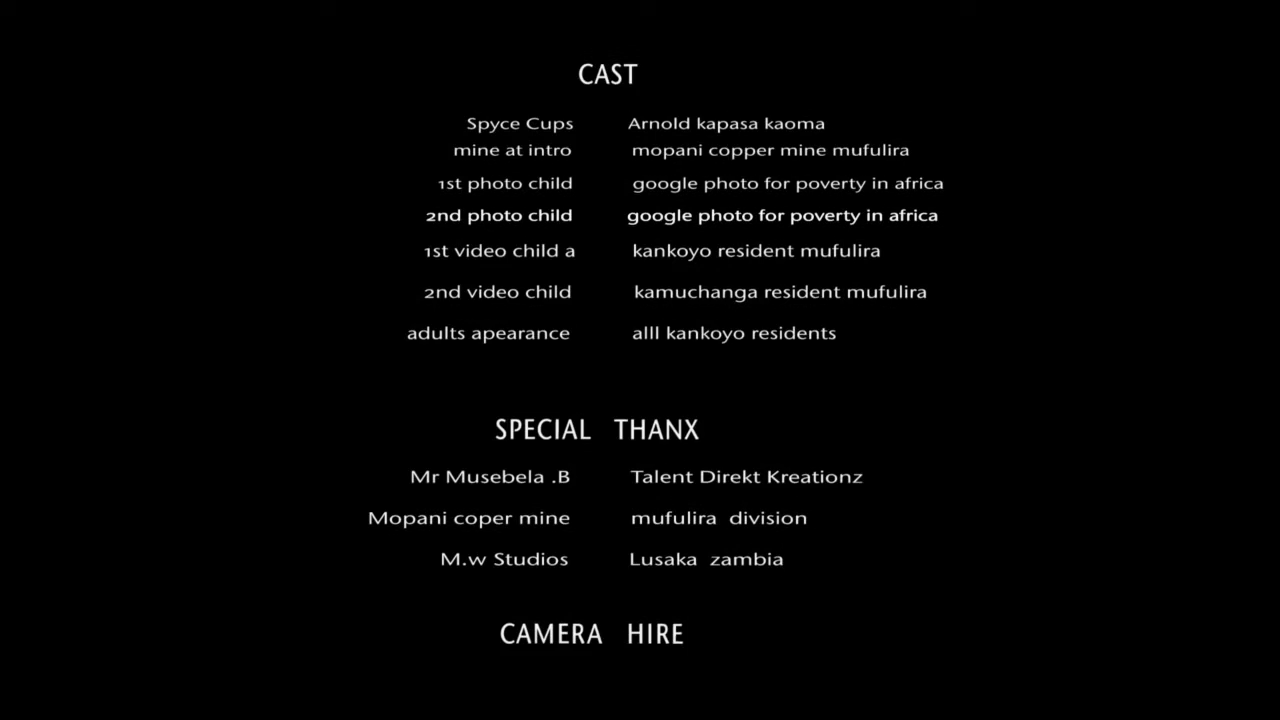 CAST
Spyce Cups Arnold kapasa kaoma
mine at intro mopani copper mine mufulira
1st photo child google photo for poverty in africa
2nd photo child google photo for poverty in africa
1st video child a kankoyo resident mufulira
2nd video child kamuchanga resident mufulira
adults apearance alll kankoyo residents
SPECIAL THANX
Mr Musebela .B Talent Direkt Kreationz
Mopani coper mine mufulira division
M.w Studios Lusaka zambia
CAMERA HIRE